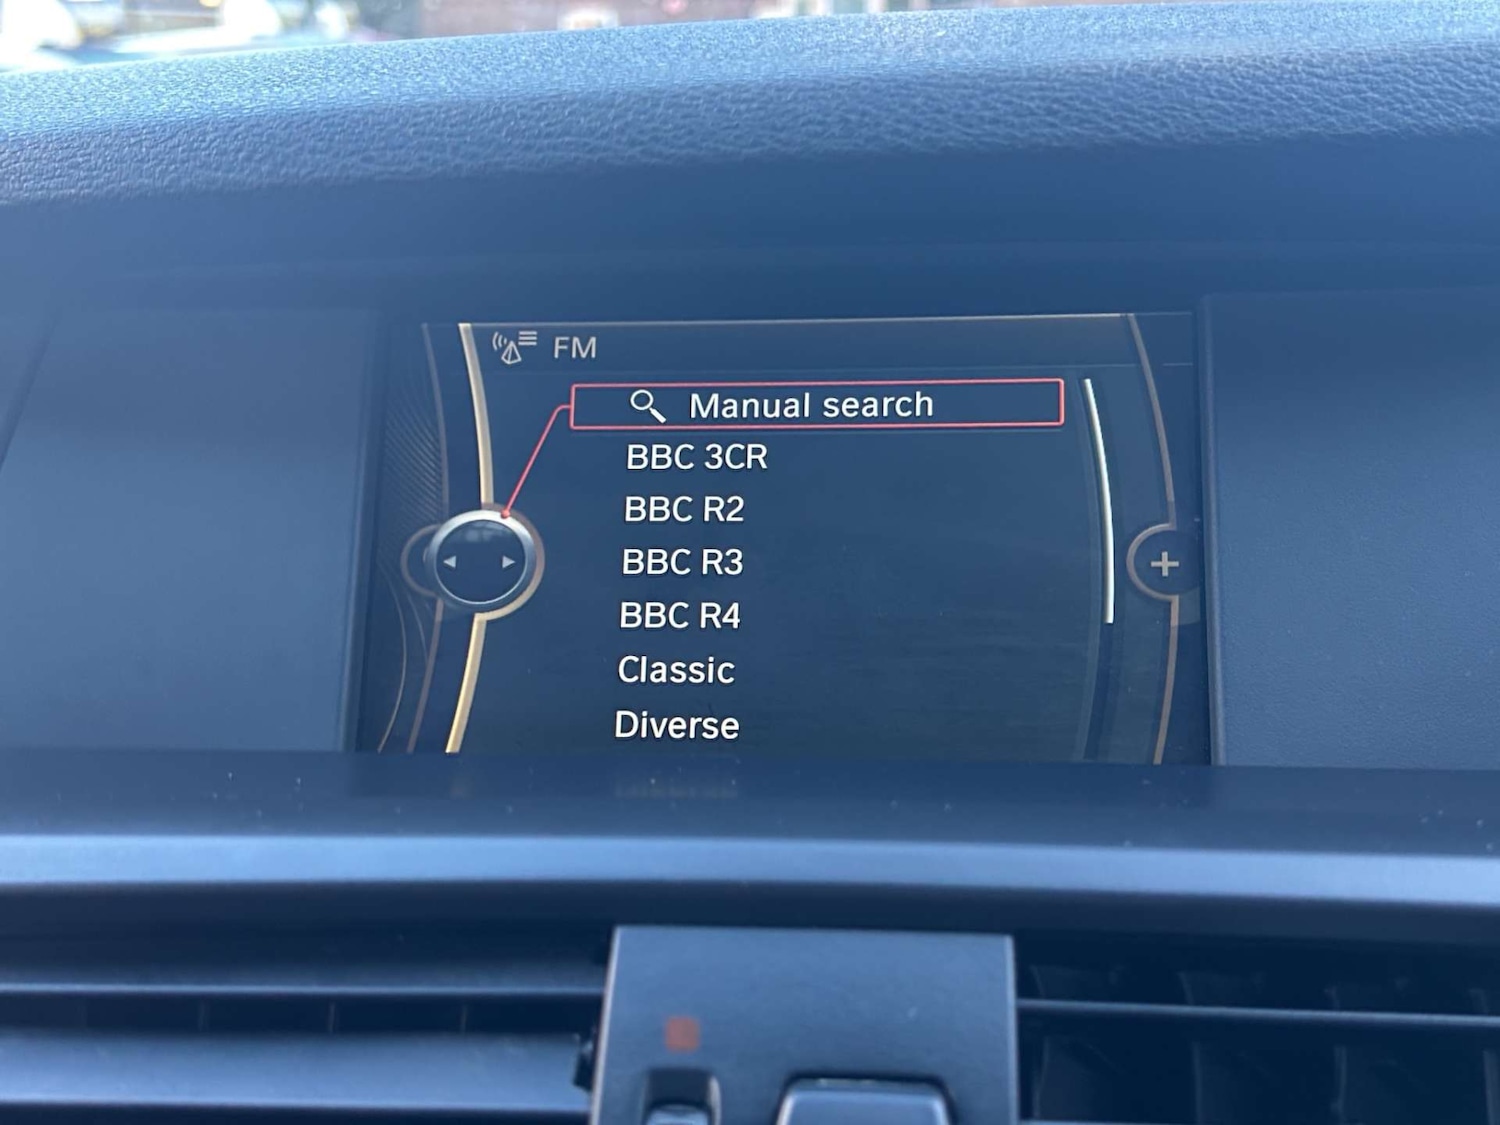 FM
Manual search
BBC 3CR
BBC R2
BBC R3
BBC R4
Classic
Diverse